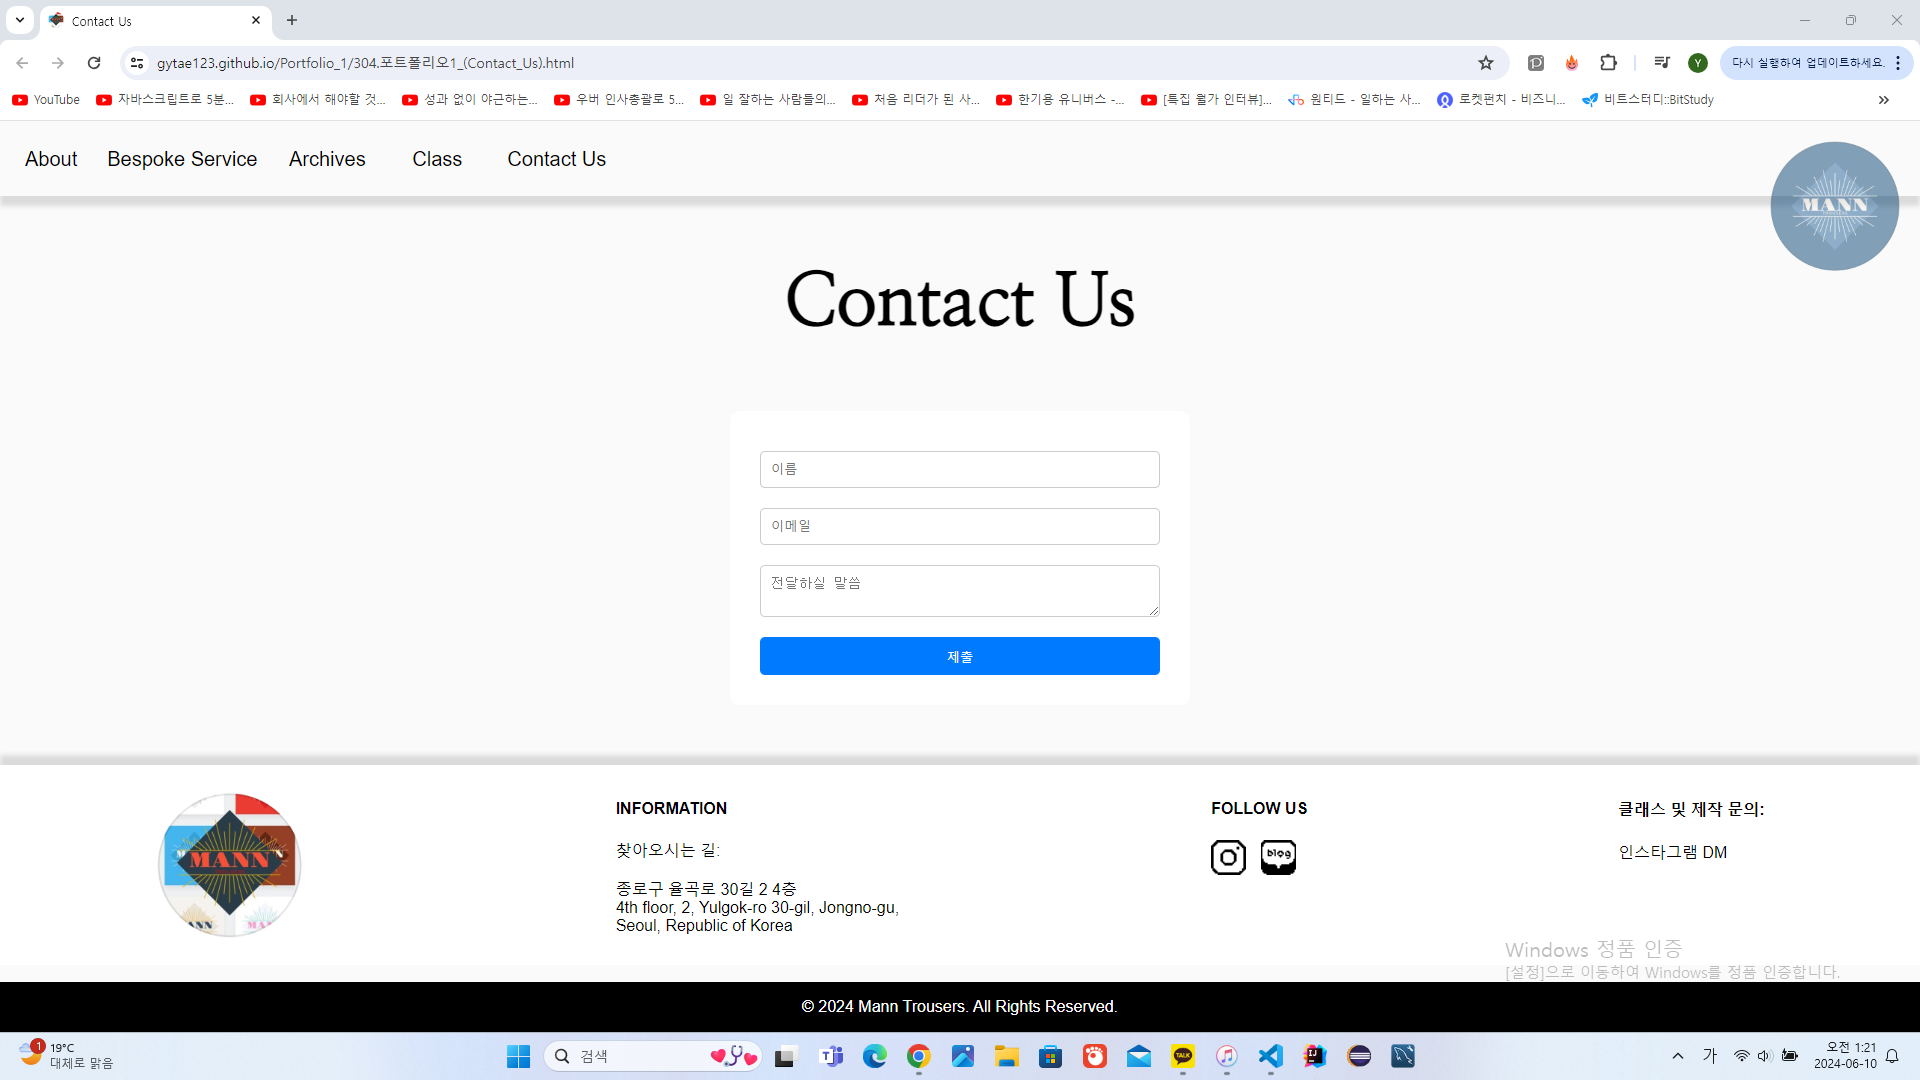 Contact Us
gytae123.github.io/Portfolio_1/304.포트폴리오1_(Contact_Us).html
다시 실행하여 업데이트하세요.
YouTube
자바스크립트로 5분...
회사에서 해야할 것...
성과 없이 야근하는...
우버 인사총괄로 5...
일 잘하는 사람들의...
처음 리더가 된 사...
한기용 유니버스 -...
[특집 월가 인터뷰]...
원티드 - 일하는 사...
로켓펀치 - 비즈니...
비트스터디::BitStudy
About
Bespoke Service
Archives
Class
Contact Us
MANN
Contact Us
이름
이메일
전달하실 말씀
제출
MANN
INFORMATION
찾아오시는 길:
종로구 율곡로 30길 2 4층
4th floor, 2, Yulgok-ro 30-gil, Jongno-gu,
Seoul, Republic of Korea
FOLLOW US
blog
클래스 및 제작 문의:
인스타그램 DM
Windows 정품 인증
[설정]으로 이동하여 Windows를 정품 인증합니다.
© 2024 Mann Trousers. All Rights Reserved.
1
19°C
대체로 맑음
검색
TALK
가
오전 1:21
2024-06-10